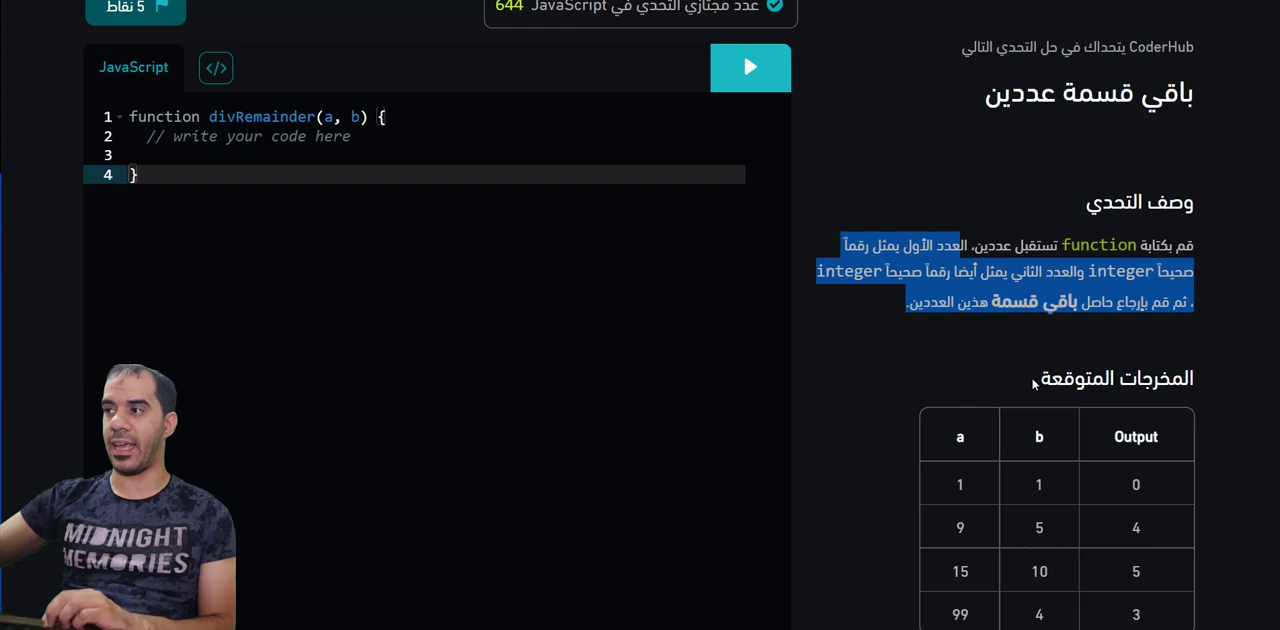 5 نقاط
عدد مجتازي التحدي في JavaScript 644
CoderHub يتحداك في حل التحدي التالي
باقي قسمة عددين
وصف التحدي
قم بكتابة function تستقبل عددين، العدد الأول يمثل رقماً
صحيحاً integer والعدد الثاني يمثل أيضا رقماً صحيحاً integer
، ثم قم بإرجاع حاصل باقي قسمة هذين العددين.
المخرجات المتوقعة
a b Output
1 1 0
9 5 4
15 10 5
99 4 3
JavaScript </>
1 function divRemainder(a, b) {
2 // write your code here
3
4 }
MIDNIGHT
MEMORIES